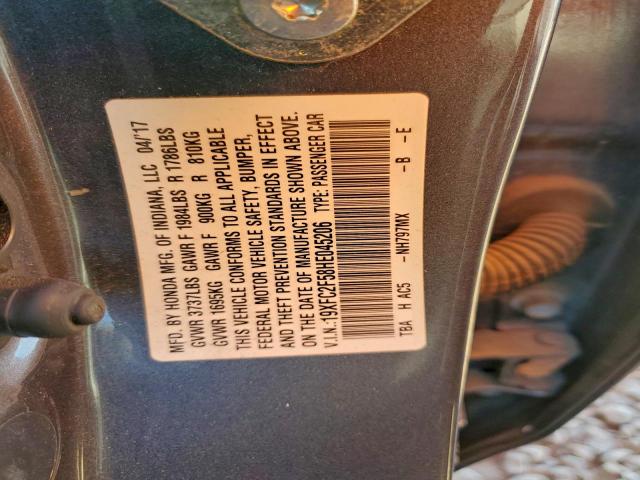 MFD. BY HONDA MFG. OF INDIANA, LLC 04/17
GVWR 3737LBS GAWR F 1984LBS R 1786LBS
GVWR 1695KG GAWR F 900KG R 810KG
THIS VEHICLE CONFORMS TO ALL APPLICABLE
FEDERAL MOTOR VEHICLE SAFETY, BUMPER,
AND THEFT PREVENTION STANDARDS IN EFFECT
ON THE DATE OF MANUFACTURE SHOWN ABOVE.
V.I.N.:19XFC2F58HE045206 TYPE: PASSENGER CAR
TBA H AC5 -NH797MX -B -E